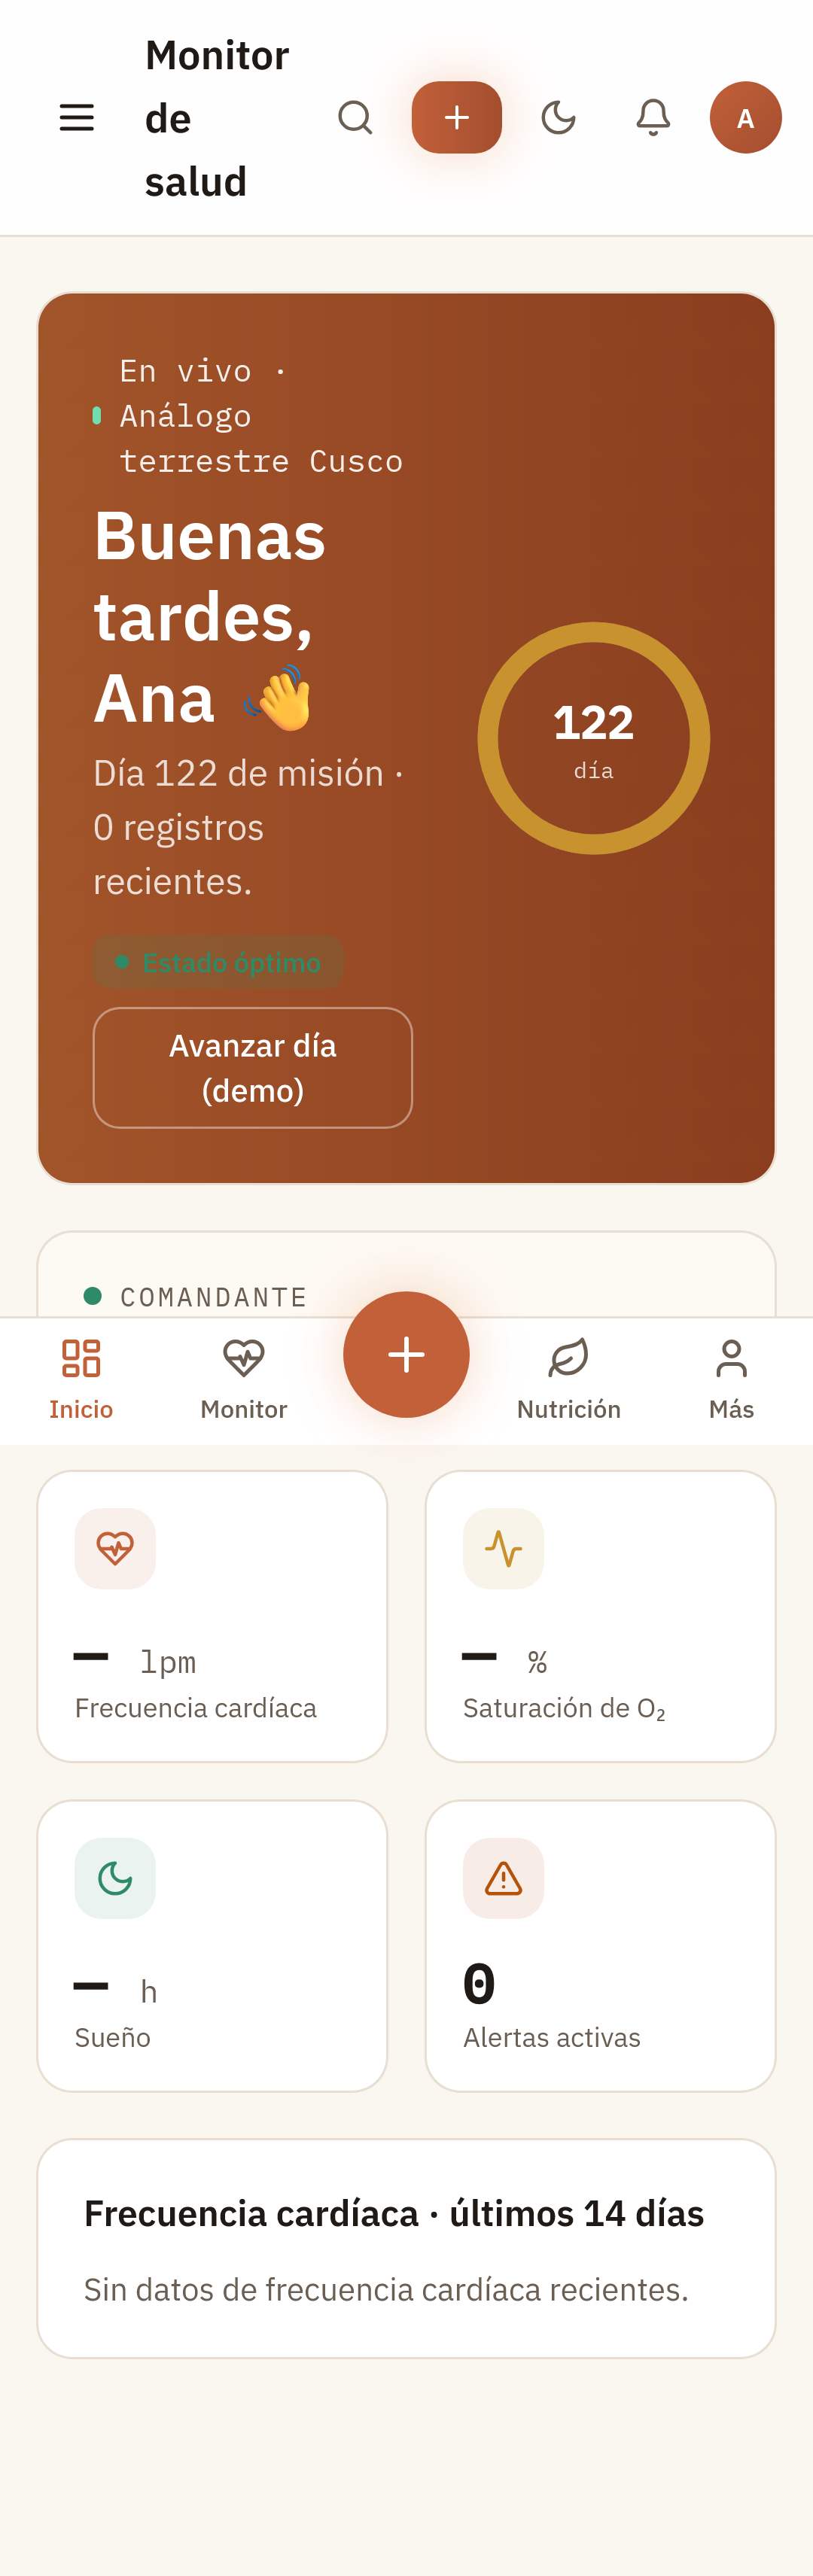 Monitor
de
salud
A
En vivo ·
Análogo
terrestre Cusco
Buenas
tardes,
Ana 👋
Día 122 de misión ·
0 registros
recientes.
122
día
Estado óptimo
Avanzar día
(demo)
COMANDANTE
Inicio
Monitor
Nutrición
Más
— lpm
Frecuencia cardíaca
— %
Saturación de O₂
— h
Sueño
0
Alertas activas
Frecuencia cardíaca · últimos 14 días
Sin datos de frecuencia cardíaca recientes.